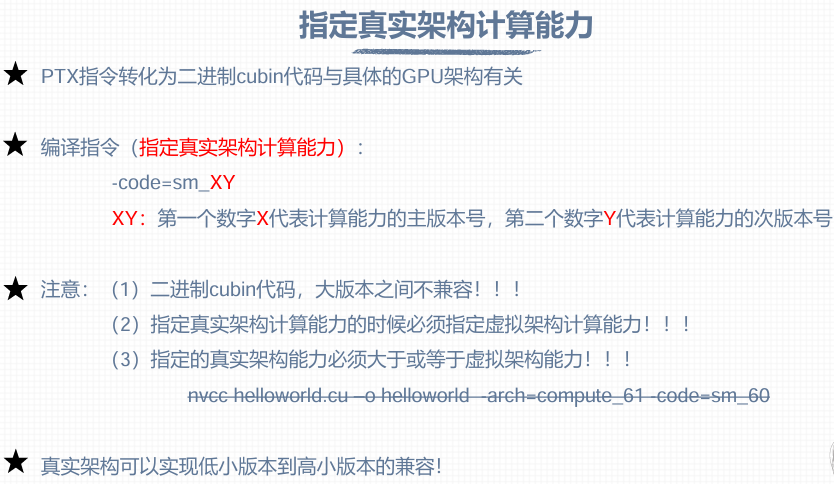 指定真实架构计算能力
★ PTX指令转化为二进制cubin代码与具体的GPU架构有关
★ 编译指令（指定真实架构计算能力）：
-code=sm_XY
XY：第一个数字X代表计算能力的主版本号，第二个数字Y代表计算能力的次版本号
★ 注意：（1）二进制cubin代码，大版本之间不兼容！！！
（2）指定真实架构计算能力的时候必须指定虚拟架构计算能力！！！
（3）指定的真实架构能力必须大于或等于虚拟架构能力！！！
nvcc helloworld.cu –o helloworld -arch=compute_61 -code=sm_60
★ 真实架构可以实现低小版本到高小版本的兼容！